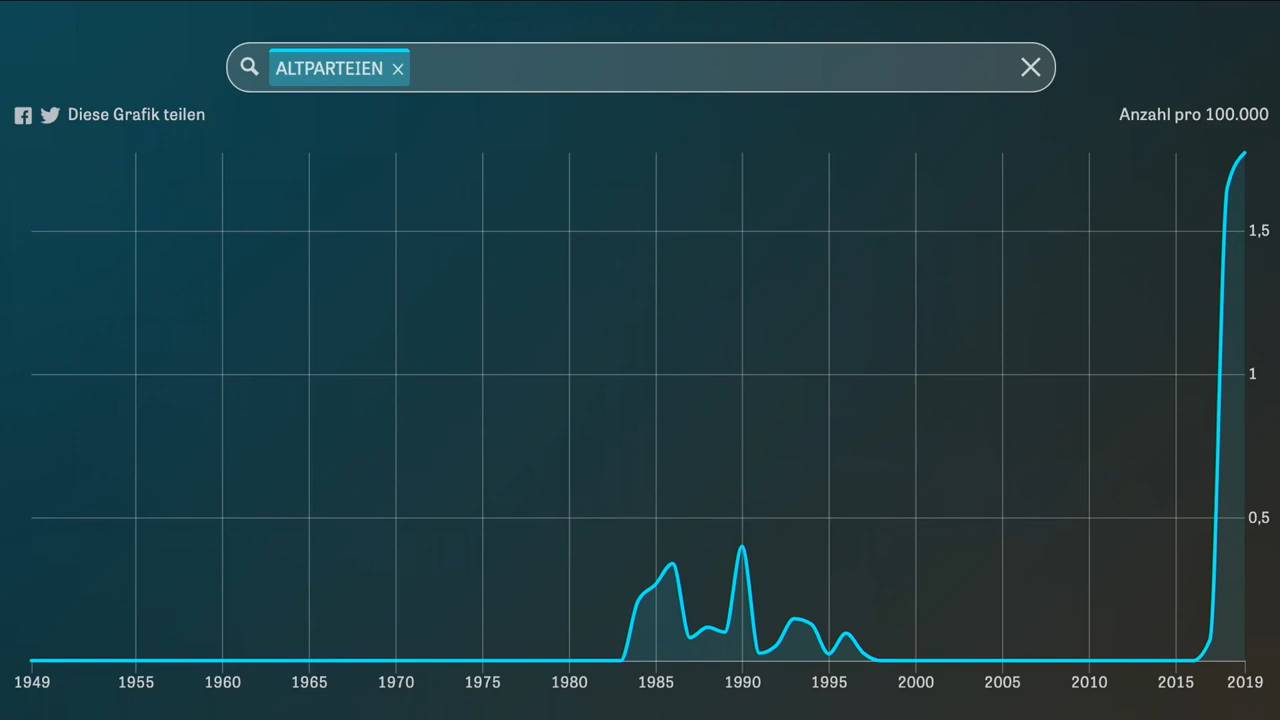 ALTPARTEIEN ×
Diese Grafik teilen
Anzahl pro 100.000
1,5
1
0,5
1949 1955 1960 1965 1970 1975 1980 1985 1990 1995 2000 2005 2010 2015 2019